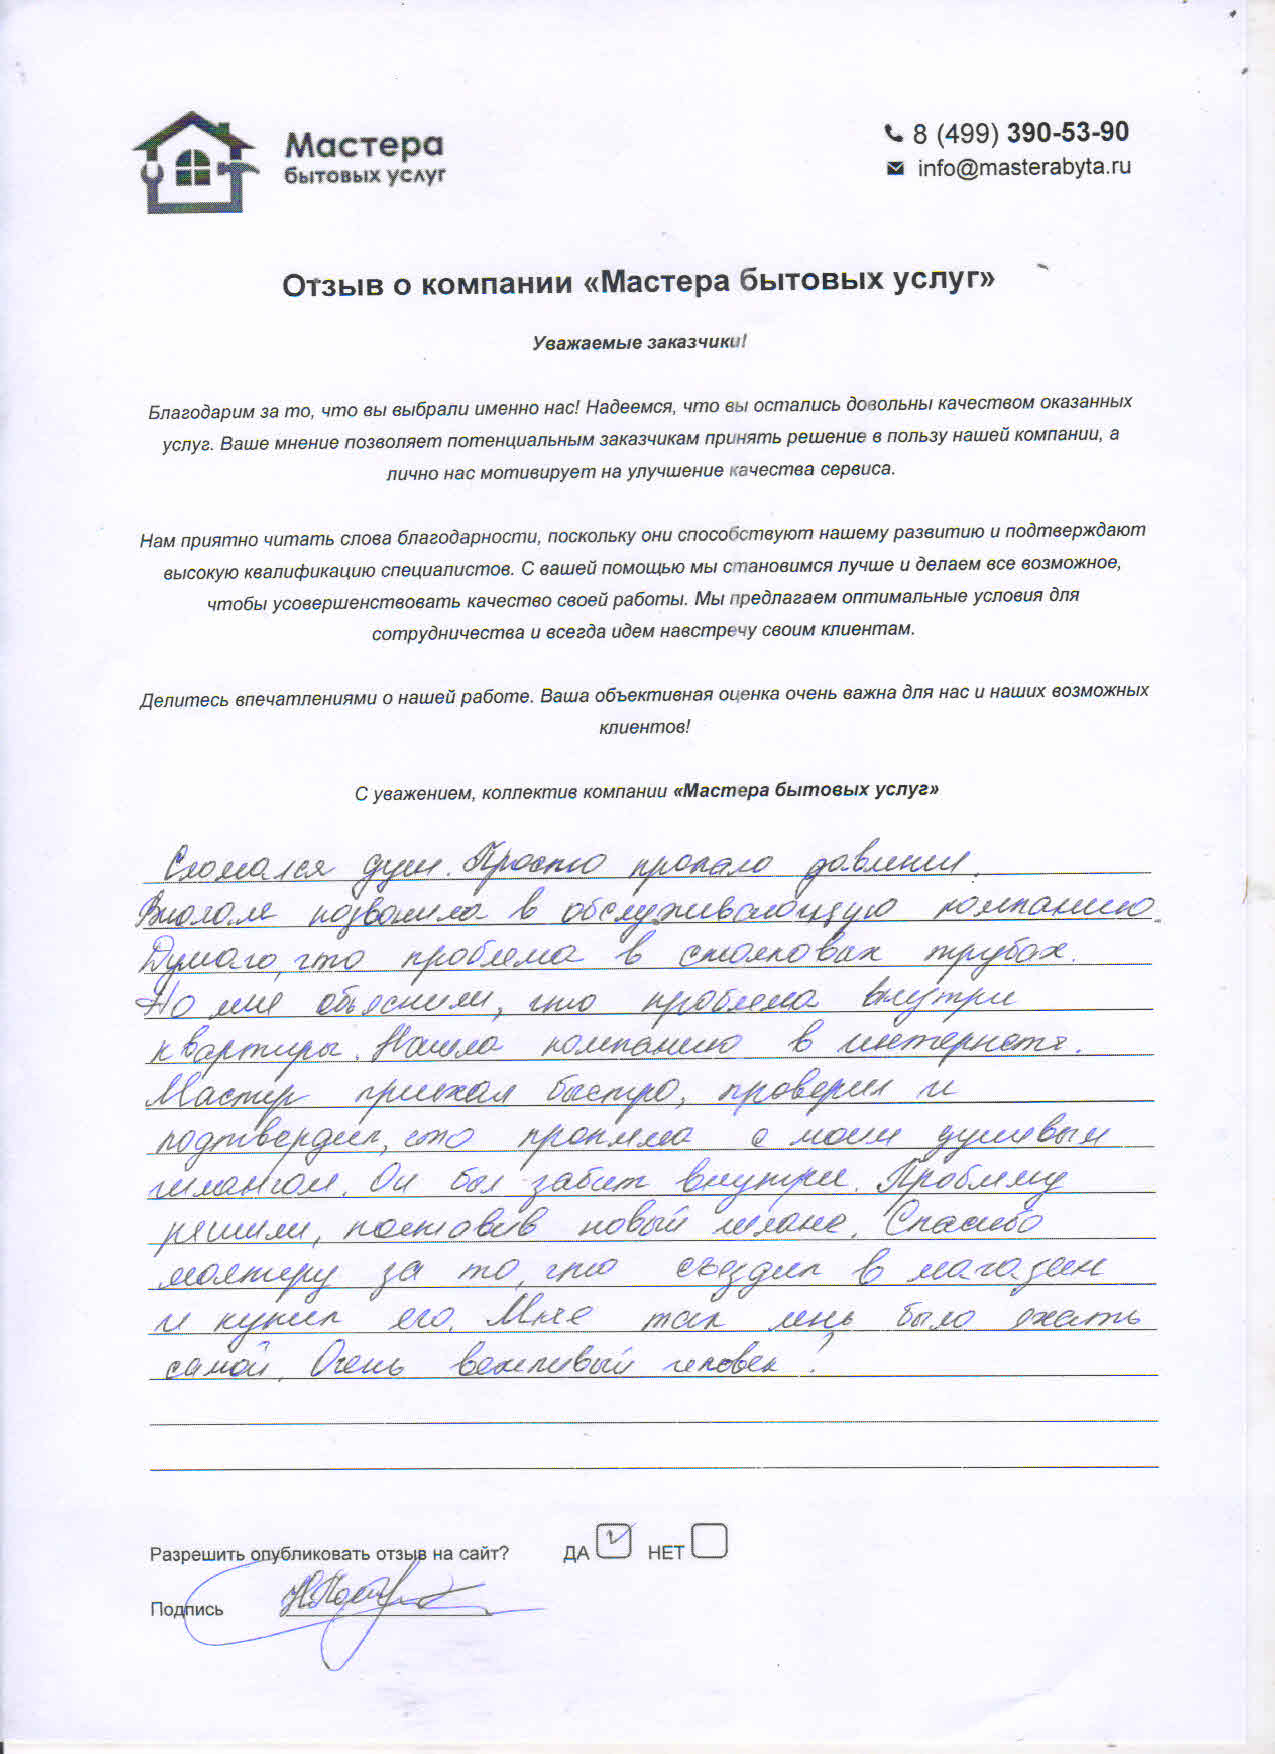 Мастера
бытовых услуг
8 (499) 390-53-90
info@masterabyta.ru
Отзыв о компании «Мастера бытовых услуг»
Уважаемые заказчики!
Благодарим за то, что вы выбрали именно нас! Надеемся, что вы остались довольны качеством оказанных
услуг. Ваше мнение позволяет потенциальным заказчикам принять решение в пользу нашей компании, а
лично нас мотивирует на улучшение качества сервиса.
Нам приятно читать слова благодарности, поскольку они способствуют нашему развитию и подтверждают
высокую квалификацию специалистов. С вашей помощью мы становимся лучше и делаем все возможное,
чтобы усовершенствовать качество своей работы. Мы предлагаем оптимальные условия для
сотрудничества и всегда идем навстречу своим клиентам.
Делитесь впечатлениями о нашей работе. Ваша объективная оценка очень важна для нас и наших возможных
клиентов!
С уважением, коллектив компании «Мастера бытовых услуг»
Сломался душ. Просто пропало давлении.
Вначале позвонила в обслуживающую компанию.
Думаю, что проблема в стояковых трубах.
Но мне объяснили, что проблема внутри
квартиры. Нашла компанию в интернете.
Мастер приехал быстро, проверил и
подтвердил, что проблема с моим душевым
шлангом. Он был забит внутри. Проблему
решили, поставив новый шланг. Спасибо
мастеру за то, что съездил в магазин
и купил его. Мне так лень было ехать
самой. Очень вежливый человек!
Разрешить опубликовать отзыв на сайт? ДА НЕТ
Подпись